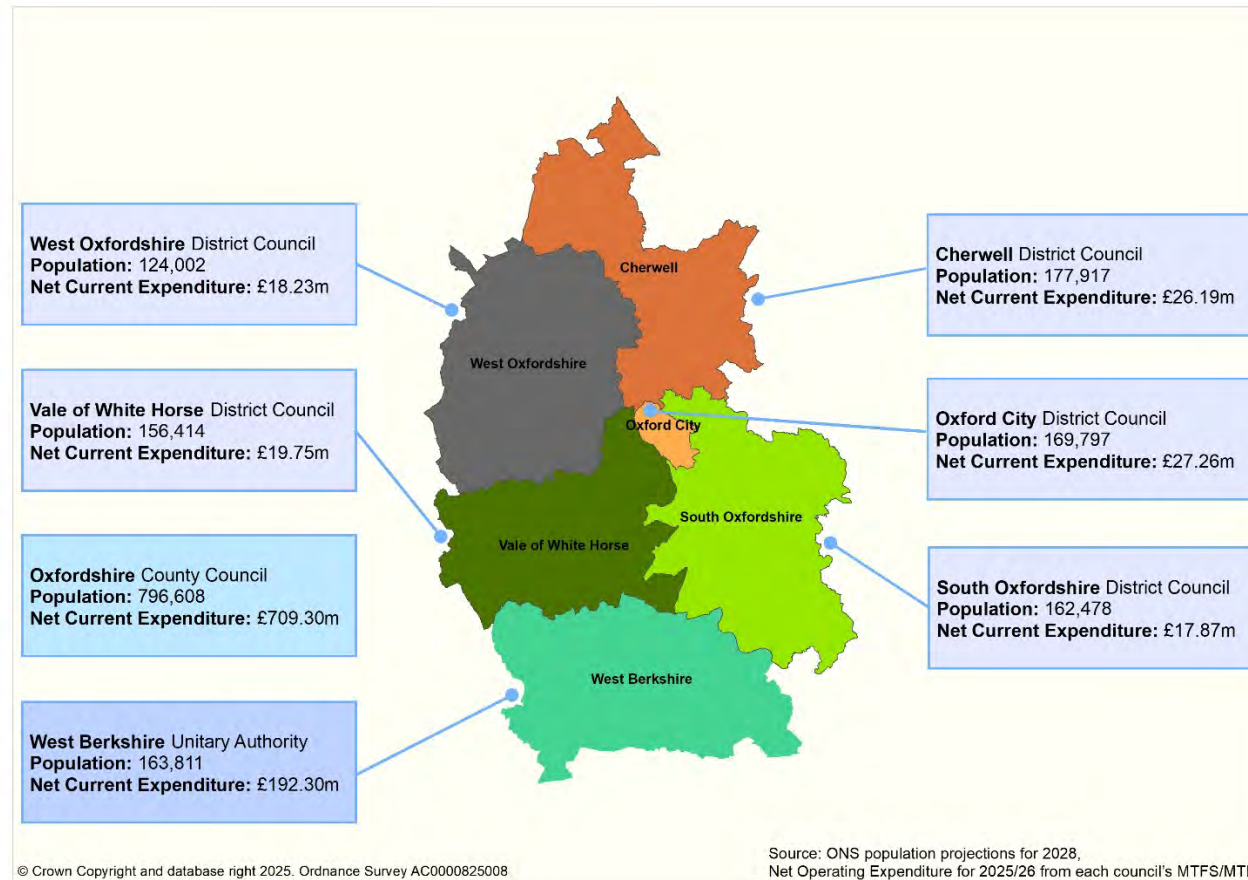 West Oxfordshire District Council
Population: 124,002
Net Current Expenditure: £18.23m
Vale of White Horse District Council
Population: 156,414
Net Current Expenditure: £19.75m
Oxfordshire County Council
Population: 796,608
Net Current Expenditure: £709.30m
West Berkshire Unitary Authority
Population: 163,811
Net Current Expenditure: £192.30m
Cherwell
West Oxfordshire
Oxford City
South Oxfordshire
Vale of White Horse
West Berkshire
Cherwell District Council
Population: 177,917
Net Current Expenditure: £26.19m
Oxford City District Council
Population: 169,797
Net Current Expenditure: £27.26m
South Oxfordshire District Council
Population: 162,478
Net Current Expenditure: £17.87m
© Crown Copyright and database right 2025. Ordnance Survey AC0000825008
Source: ONS population projections for 2028,
Net Operating Expenditure for 2025/26 from each council's